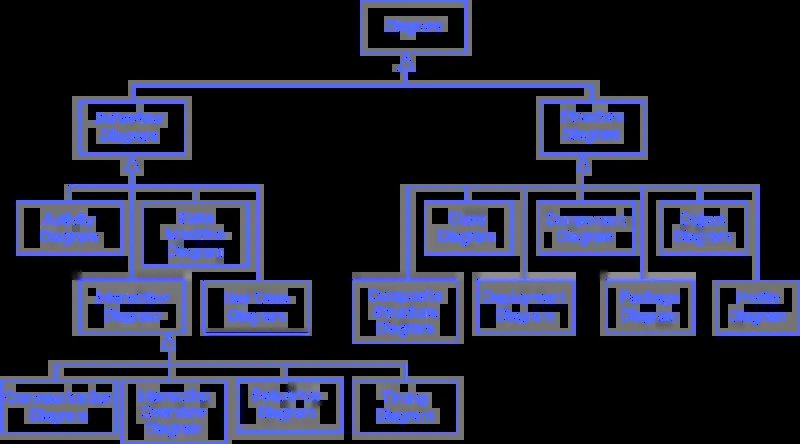 Diagram
Behaviour
Diagram
Structure
Diagram
Activity
Diagram
State
Machine
Diagram
Class
Diagram
Component
Diagram
Object
Diagram
Interaction
Diagram
Use Case
Diagram
Composite
Structure
Diagram
Deployment
Diagram
Package
Diagram
Profile
Diagram
Communication
Diagram
Interaction
Overview
Diagram
Sequence
Diagram
Timing
Diagram